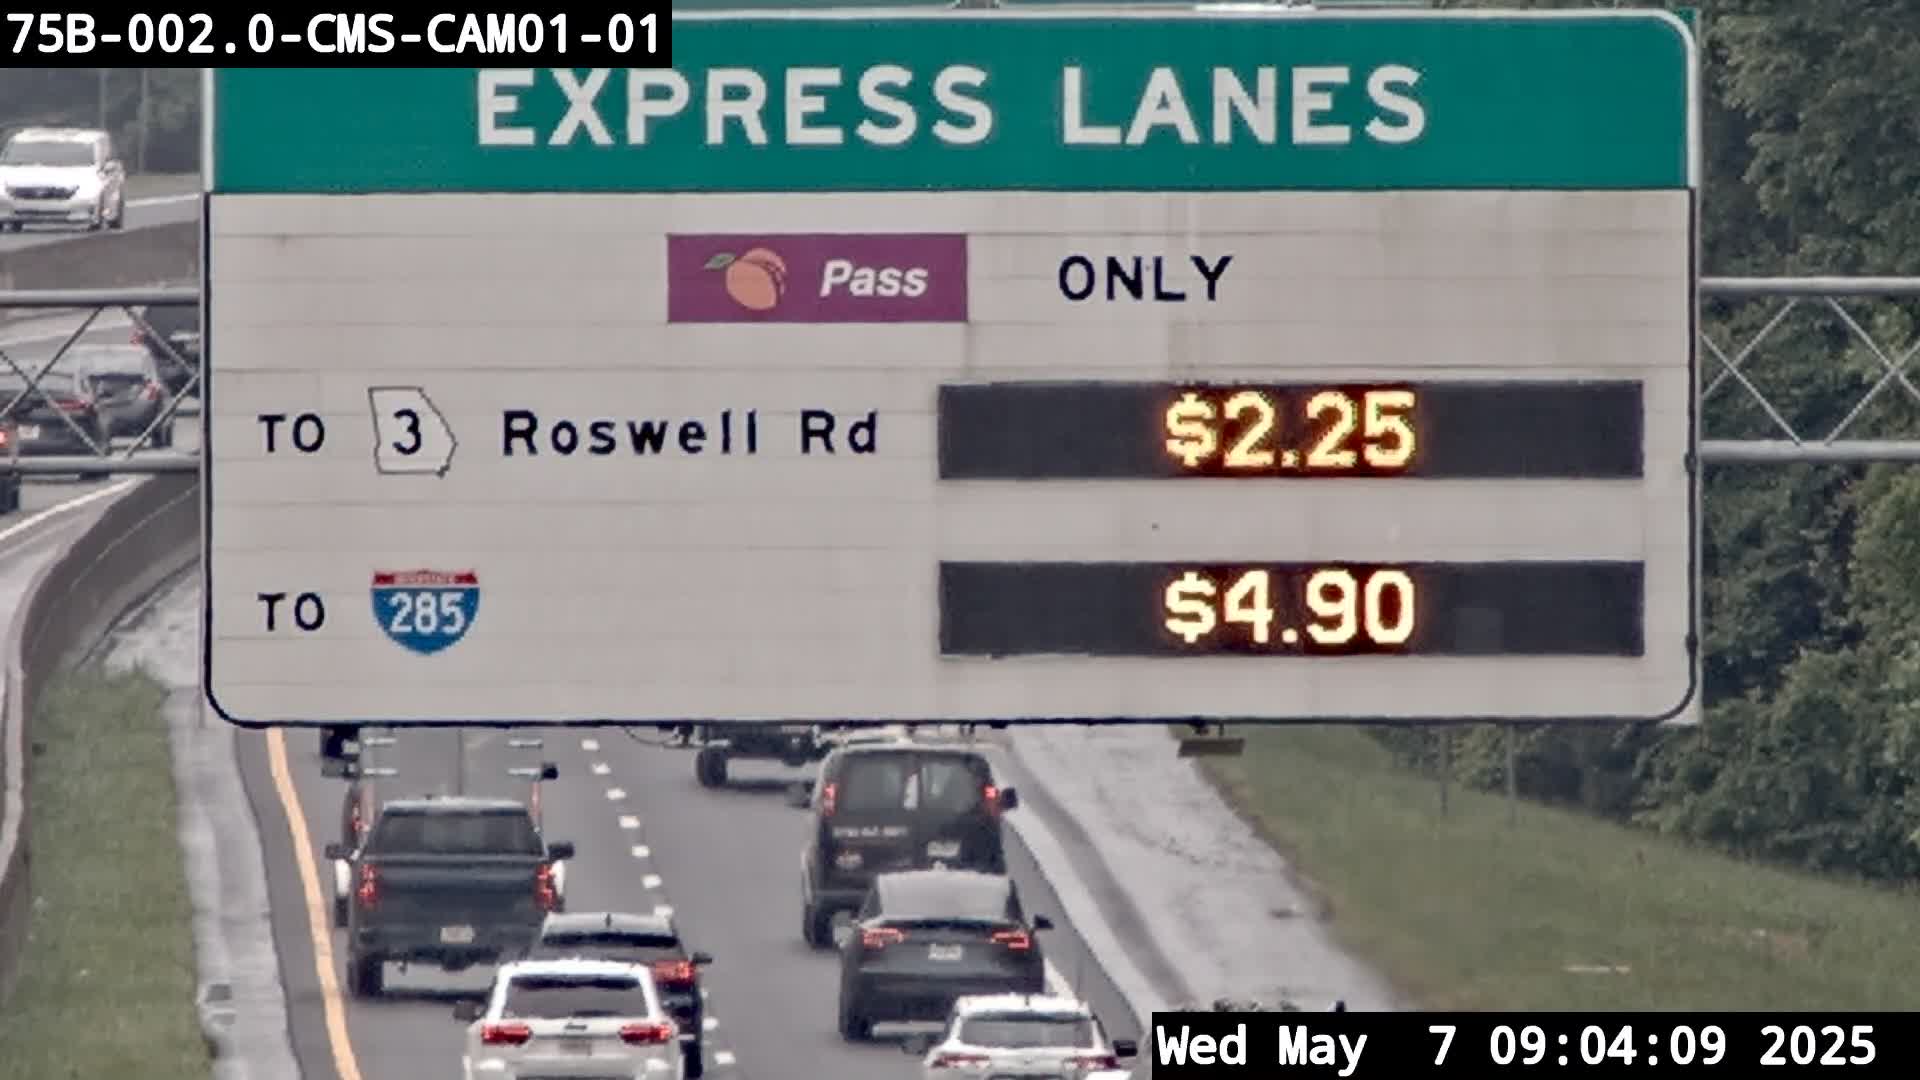 75B-002.0-CMS-CAM01-01
EXPRESS LANES
Pass ONLY
TO 3 Roswell Rd $2.25
TO 285 $4.90
Wed May 7 09:04:09 2025